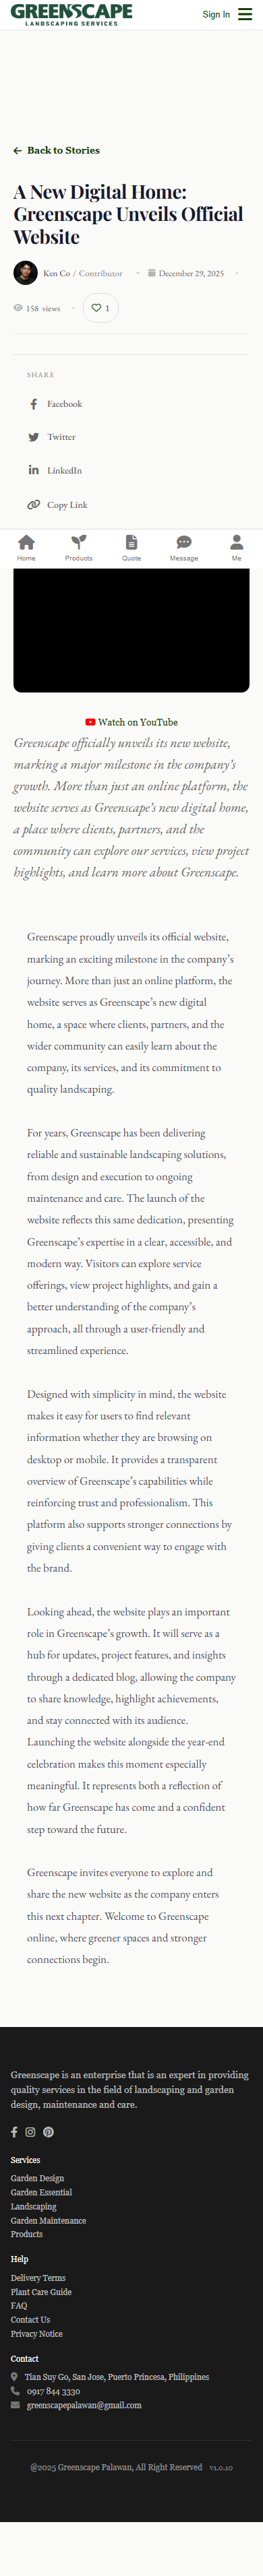 GREENSCAPE
LANDSCAPING SERVICES
Sign In
Back to Stories
A New Digital Home:
Greenscape Unveils Official
Website
Ken Co / Contributor
December 29, 2025
158 views
1
SHARE
Facebook
Twitter
LinkedIn
Copy Link
Home
Products
Quote
Message
Me
Watch on YouTube
Greenscape officially unveils its new website,
marking a major milestone in the company’s
growth. More than just an online platform, the
website serves as Greenscape’s new digital home,
a place where clients, partners, and the
community can explore our services, view project
highlights, and learn more about Greenscape.
Greenscape proudly unveils its official website,
marking an exciting milestone in the company’s
journey. More than just an online platform, the
website serves as Greenscape’s new digital
home, a space where clients, partners, and the
wider community can easily learn about the
company, its services, and its commitment to
quality landscaping.
For years, Greenscape has been delivering
reliable and sustainable landscaping solutions,
from design and execution to ongoing
maintenance and care. The launch of the
website reflects this same dedication, presenting
Greenscape’s expertise in a clear, accessible, and
modern way. Visitors can explore service
offerings, view project highlights, and gain a
better understanding of the company’s
approach, all through a user-friendly and
streamlined experience.
Designed with simplicity in mind, the website
makes it easy for users to find relevant
information whether they are browsing on
desktop or mobile. It provides a transparent
overview of Greenscape’s capabilities while
reinforcing trust and professionalism. This
platform also supports stronger connections by
giving clients a convenient way to engage with
the brand.
Looking ahead, the website plays an important
role in Greenscape’s growth. It will serve as a
hub for updates, project features, and insights
through a dedicated blog, allowing the company
to share knowledge, highlight achievements,
and stay connected with its audience.
Launching the website alongside the year-end
celebration makes this moment especially
meaningful. It represents both a reflection of
how far Greenscape has come and a confident
step toward the future.
Greenscape invites everyone to explore and
share the new website as the company enters
this next chapter. Welcome to Greenscape
online, where greener spaces and stronger
connections begin.
Greenscape is an enterprise that is an expert in providing
quality services in the field of landscaping and garden
design, maintenance and care.
Services
Garden Design
Garden Essential
Landscaping
Garden Maintenance
Products
Help
Delivery Terms
Plant Care Guide
FAQ
Contact Us
Privacy Notice
Contact
Tian Suy Go, San Jose, Puerto Princesa, Philippines
0917 844 3330
greenscapepalawan@gmail.com
@2025 Greenscape Palawan, All Right Reserved v1.0.10